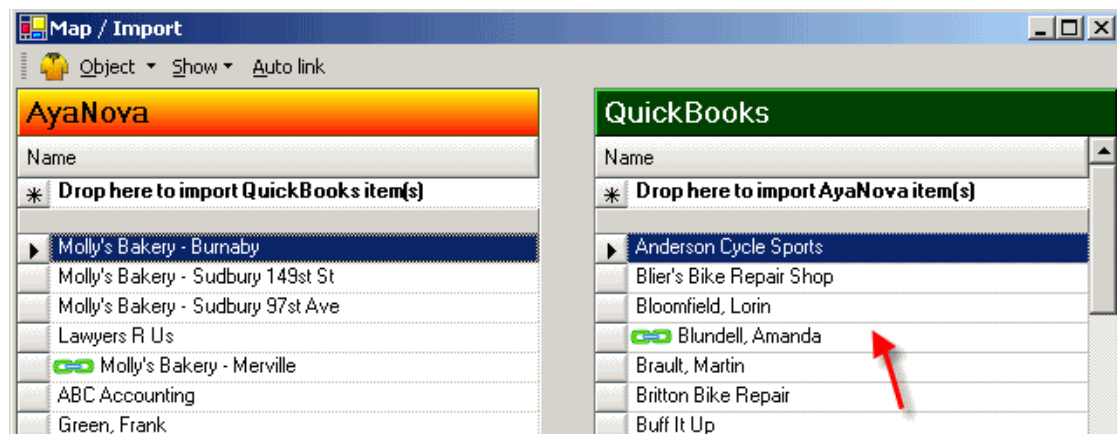 Map / Import
Object Show Auto link
AyaNova
Name
Drop here to import QuickBooks item(s)
Molly's Bakery - Burnaby
Molly's Bakery - Sudbury 149st St
Molly's Bakery - Sudbury 97st Ave
Lawyers R Us
Molly's Bakery - Merville
ABC Accounting
Green, Frank
QuickBooks
Name
Drop here to import AyaNova item(s)
Anderson Cycle Sports
Blier's Bike Repair Shop
Bloomfield, Lorin
Blundell, Amanda
Brault, Martin
Britton Bike Repair
Buff It Up